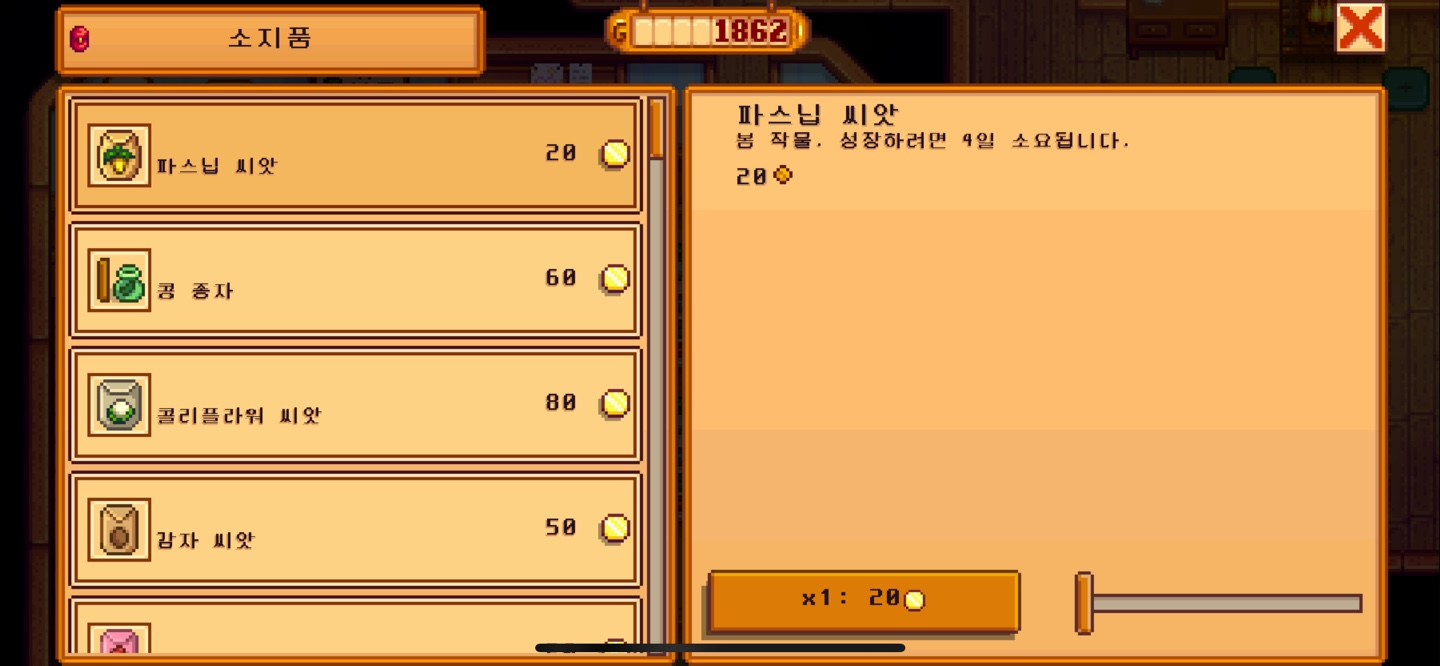 소지품
1862
파스닙 씨앗
20
콩 종자
60
콜리플라워 씨앗
80
감자 씨앗
50
파스닙 씨앗
봄 작물. 성장하려면 4일 소요됩니다.
20
x1: 20